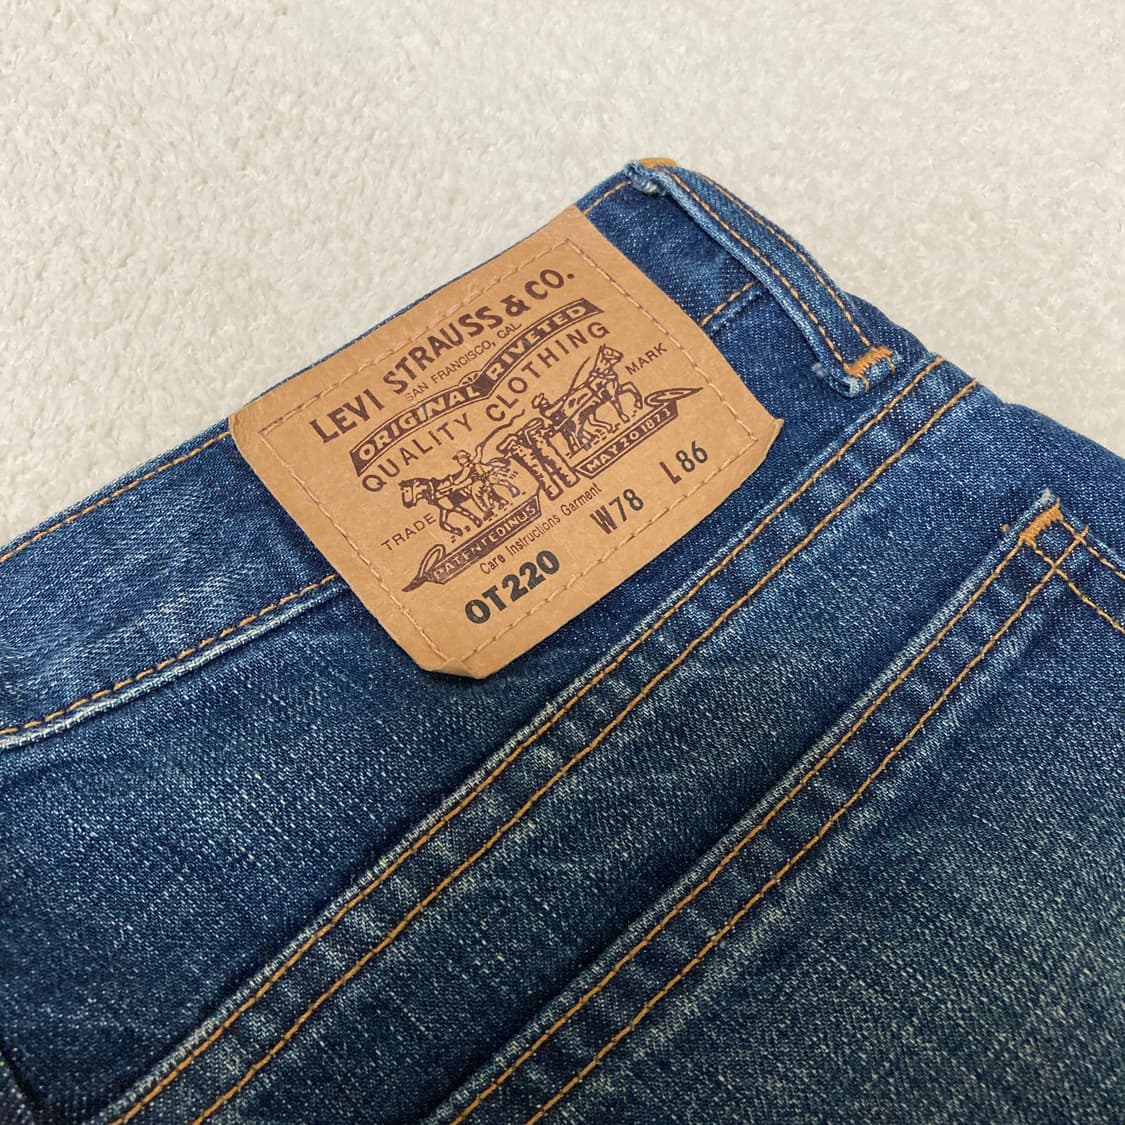 LEVI STRAUSS & CO.
SAN FRANCISCO, CAL.
ORIGINAL RIVETED
QUALITY CLOTHING
TRADE MARK
PATENTED IN U.S. MAY 20 1873
Care Instructions Garment
OT220 W78 L86